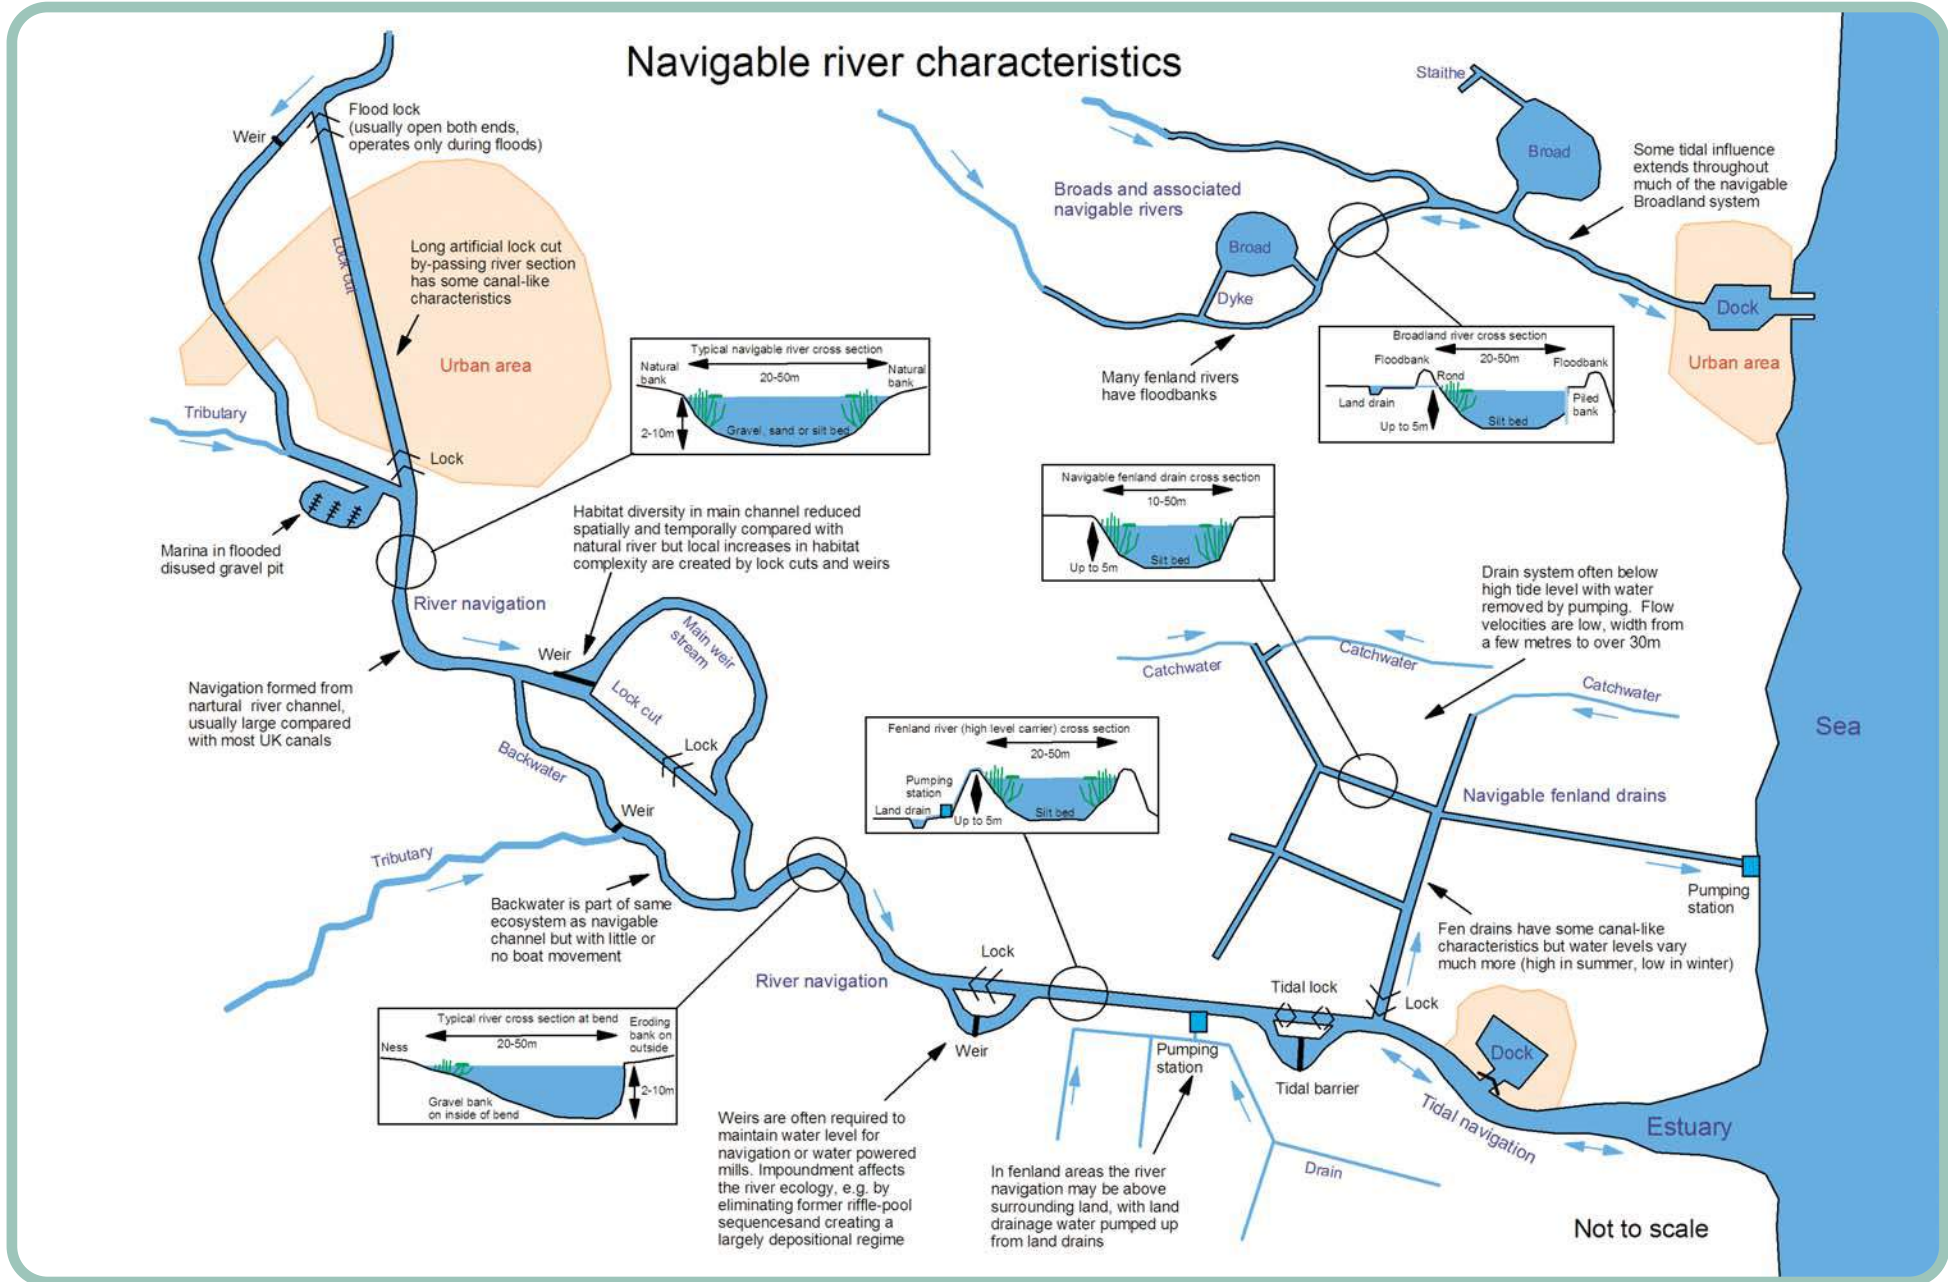 Navigable river characteristics
Flood lock
(usually open both ends,
operates only during floods)
Weir
Lock cut
Long artificial lock cut
by-passing river section
has some canal-like
characteristics
Urban area
Tributary
Lock
Marina in flooded
disused gravel pit
Typical navigable river cross section
20-50m
Natural
bank
Natural
bank
2-10m
Gravel, sand or silt bed
Staithe
Broad
Some tidal influence
extends throughout
much of the navigable
Broadland system
Broads and associated
navigable rivers
Broad
Dyke
Dock
Urban area
Many fenland rivers
have floodbanks
Broadland river cross section
20-50m
Floodbank
Floodbank
Rond
Land drain
Piled
bank
Up to 5m
Silt bed
Navigable fenland drain cross section
10-50m
Up to 5m
Silt bed
Habitat diversity in main channel reduced
spatially and temporally compared with
natural river but local increases in habitat
complexity are created by lock cuts and weirs
River navigation
Weir
Main weir
stream
Lock cut
Lock
Navigation formed from
nartural river channel,
usually large compared
with most UK canals
Backwater
Weir
Tributary
Backwater is part of same
ecosystem as navigable
channel but with little or
no boat movement
Drain system often below
high tide level with water
removed by pumping. Flow
velocities are low, width from
a few metres to over 30m
Catchwater
Catchwater
Catchwater
Sea
Fenland river (high level carrier) cross section
20-50m
Pumping
station
Land drain
Up to 5m
Silt bed
Navigable fenland drains
Pumping
station
Fen drains have some canal-like
characteristics but water levels vary
much more (high in summer, low in winter)
River navigation
Lock
Weir
Tidal lock
Lock
Pumping
station
Tidal barrier
Dock
Tidal navigation
Estuary
Typical river cross section at bend
20-50m
Ness
Eroding
bank on
outside
2-10m
Gravel bank
on inside of bend
Weirs are often required to
maintain water level for
navigation or water powered
mills. Impoundment affects
the river ecology, e.g. by
eliminating former riffle-pool
sequencesand creating a
largely depositional regime
In fenland areas the river
navigation may be above
surrounding land, with land
drainage water pumped up
from land drains
Drain
Not to scale